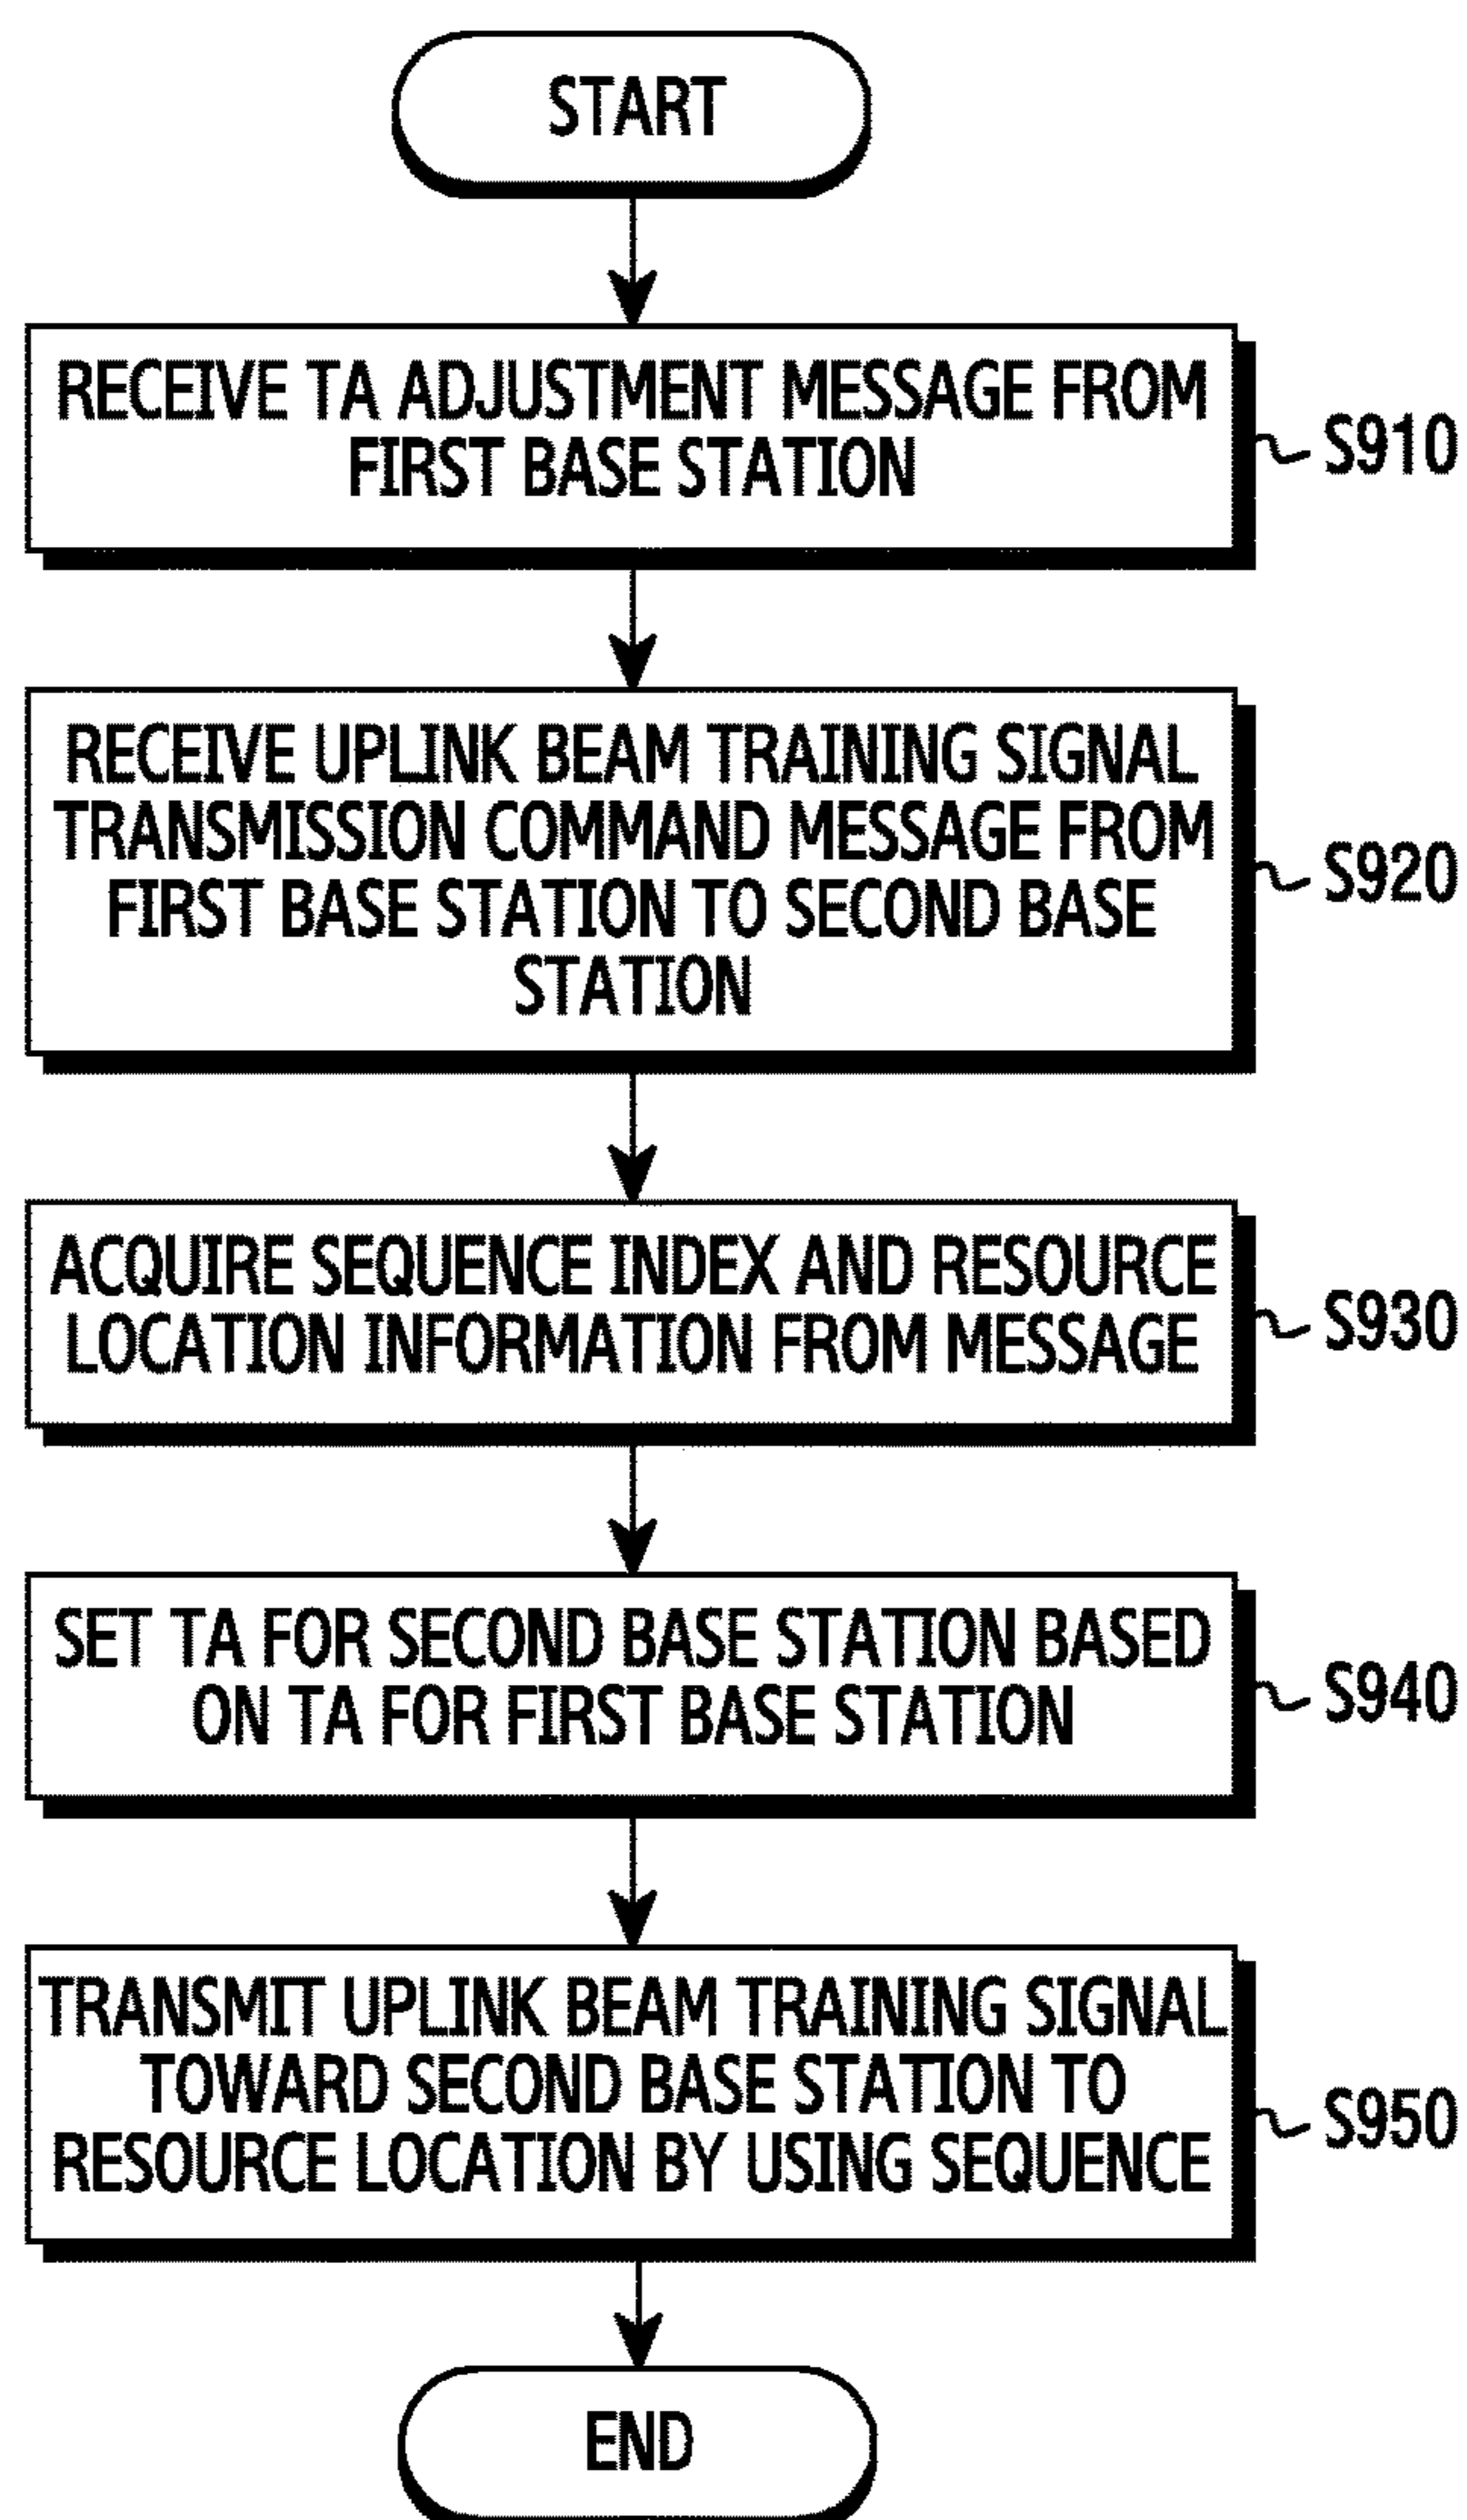 START
RECEIVE TA ADJUSTMENT MESSAGE FROM
FIRST BASE STATION
S910
RECEIVE UPLINK BEAM TRAINING SIGNAL
TRANSMISSION COMMAND MESSAGE FROM
FIRST BASE STATION TO SECOND BASE
STATION
S920
ACQUIRE SEQUENCE INDEX AND RESOURCE
LOCATION INFORMATION FROM MESSAGE
S930
SET TA FOR SECOND BASE STATION BASED
ON TA FOR FIRST BASE STATION
S940
TRANSMIT UPLINK BEAM TRAINING SIGNAL
TOWARD SECOND BASE STATION TO
RESOURCE LOCATION BY USING SEQUENCE
S950
END